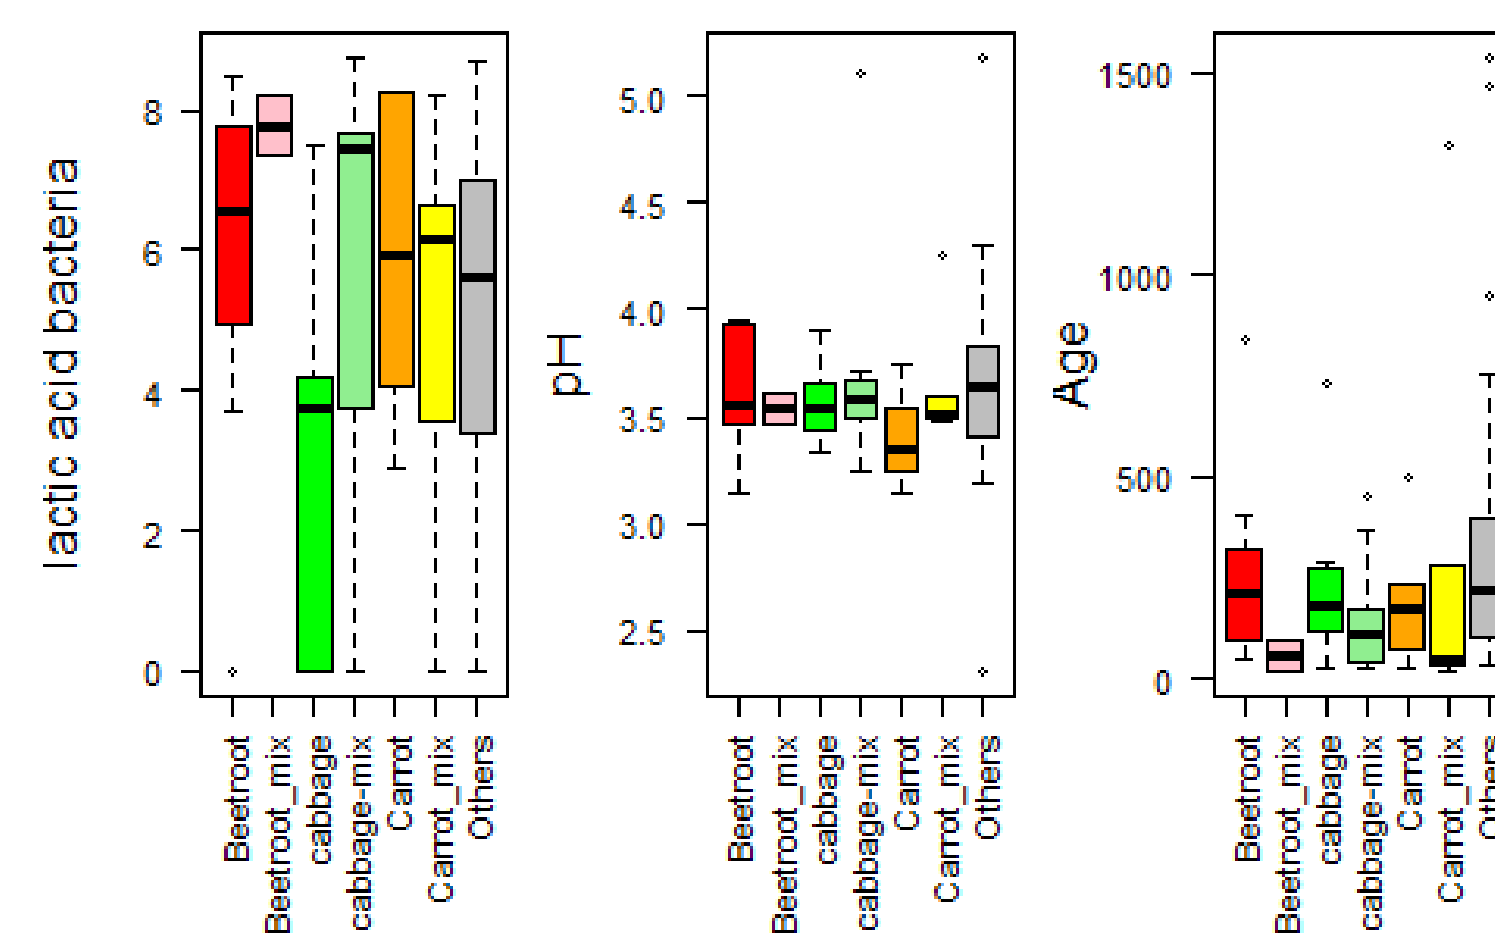 lactic acid bacteria
8
6
4
2
0
Beetroot
Beetroot_mix
cabbage
cabbage-mix
Carrot
Carrot_mix
Others
pH
5.0
4.5
4.0
3.5
3.0
2.5
Beetroot
Beetroot_mix
cabbage
cabbage-mix
Carrot
Carrot_mix
Others
Age
1500
1000
500
0
Beetroot
Beetroot_mix
cabbage
cabbage-mix
Carrot
Carrot_mix
Others